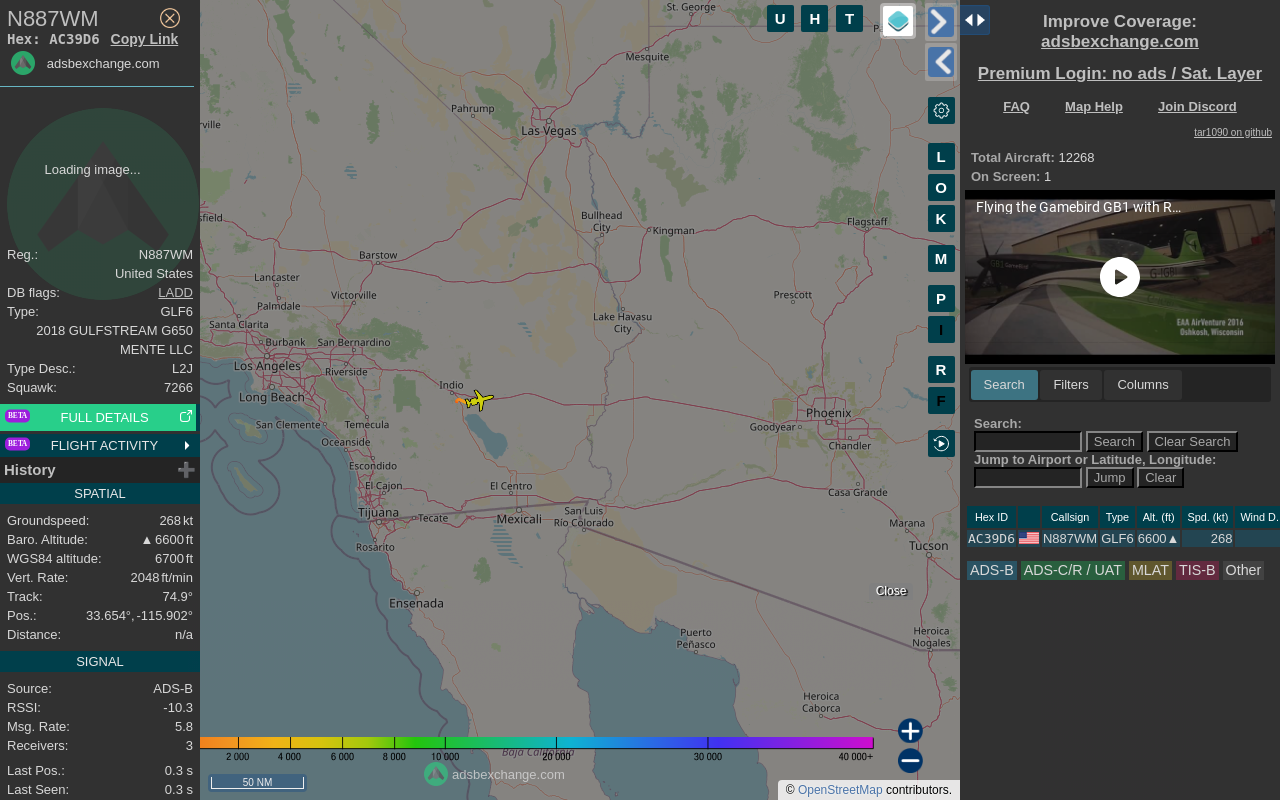 N887WM
Hex: AC39D6 Copy Link
adsbexchange.com
Loading image...
Reg.: N887WM
United States
DB flags: LADD
Type: GLF6
2018 GULFSTREAM G650
MENTE LLC
Type Desc.: L2J
Squawk: 7266
BETA FULL DETAILS
BETA FLIGHT ACTIVITY
History
SPATIAL
Groundspeed: 268 kt
Baro. Altitude: ▲ 6600 ft
WGS84 altitude: 6700 ft
Vert. Rate: 2048 ft/min
Track: 74.9°
Pos.: 33.654°, -115.902°
Distance: n/a
SIGNAL
Source: ADS-B
RSSI: -10.3
Msg. Rate: 5.8
Receivers: 3
Last Pos.: 0.3 s
Last Seen: 0.3 s
U H T
L
O
K
M
P
I
R
F
St. George
Mesquite
Pahrump
Las Vegas
Bullhead
City
Kingman
Flagstaff
Barstow
Lancaster
Palmdale
Victorville
Prescott
Santa Clarita
Lake Havasu
City
Burbank
San Bernardino
Los Angeles
Riverside
Indio
Long Beach
Phoenix
San Clemente
Temecula
Goodyear
Oceanside
Chandler
Escondido
El Cajon
El Centro
Casa Grande
Tijuana
Tecate
Mexicali
San Luis
Río Colorado
Marana
Rosarito
Tucson
Ensenada
Close
Puerto
Peñasco
Heroica
Nogales
Heroica
Caborca
Baja California
2 000 4 000 6 000 8 000 10 000 20 000 30 000 40 000+
adsbexchange.com
50 NM
© OpenStreetMap contributors.
Improve Coverage:
adsbexchange.com
Premium Login: no ads / Sat. Layer
FAQ Map Help Join Discord
tar1090 on github
Total Aircraft: 12268
On Screen: 1
Flying the Gamebird GB1 with R...
EAA AirVenture 2016
Oshkosh, Wisconsin
Search Filters Columns
Search:
Search Clear Search
Jump to Airport or Latitude, Longitude:
Jump Clear
Hex ID Callsign Type Alt. (ft) Spd. (kt) Wind D.
AC39D6 N887WM GLF6 6600▲ 268
ADS-B ADS-C/R / UAT MLAT TIS-B Other